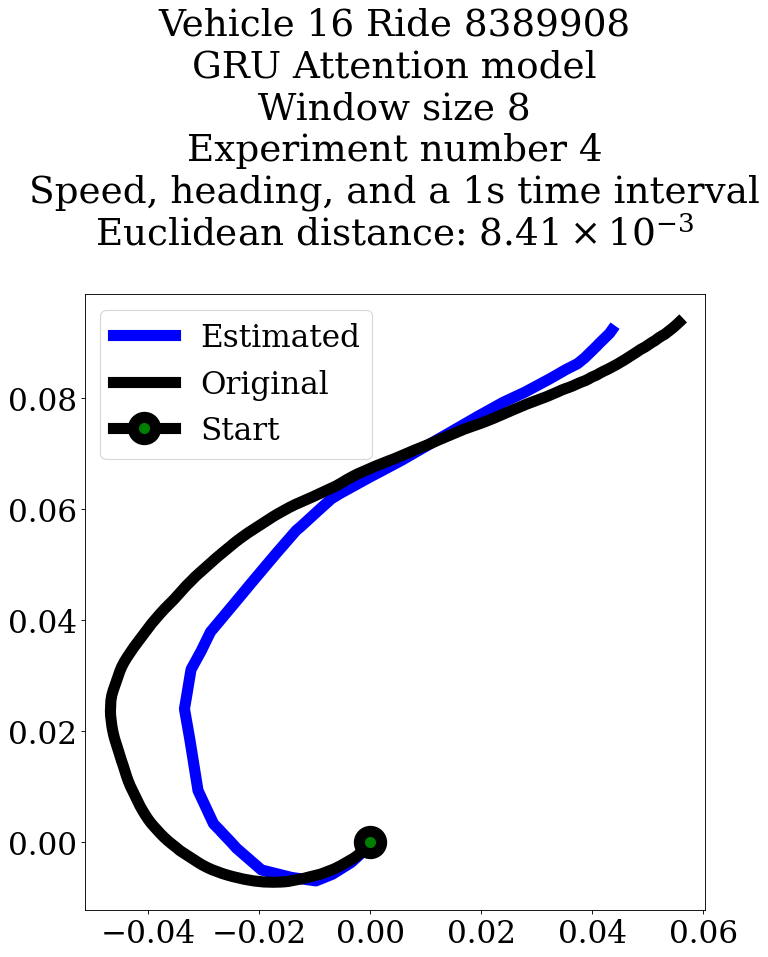 Vehicle 16 Ride 8389908
GRU Attention model
Window size 8
Experiment number 4
Speed, heading, and a 1s time interval
Euclidean distance: 8.41 × 10⁻³
Estimated
Original
Start
0.08
0.06
0.04
0.02
0.00
−0.04 −0.02 0.00 0.02 0.04 0.06